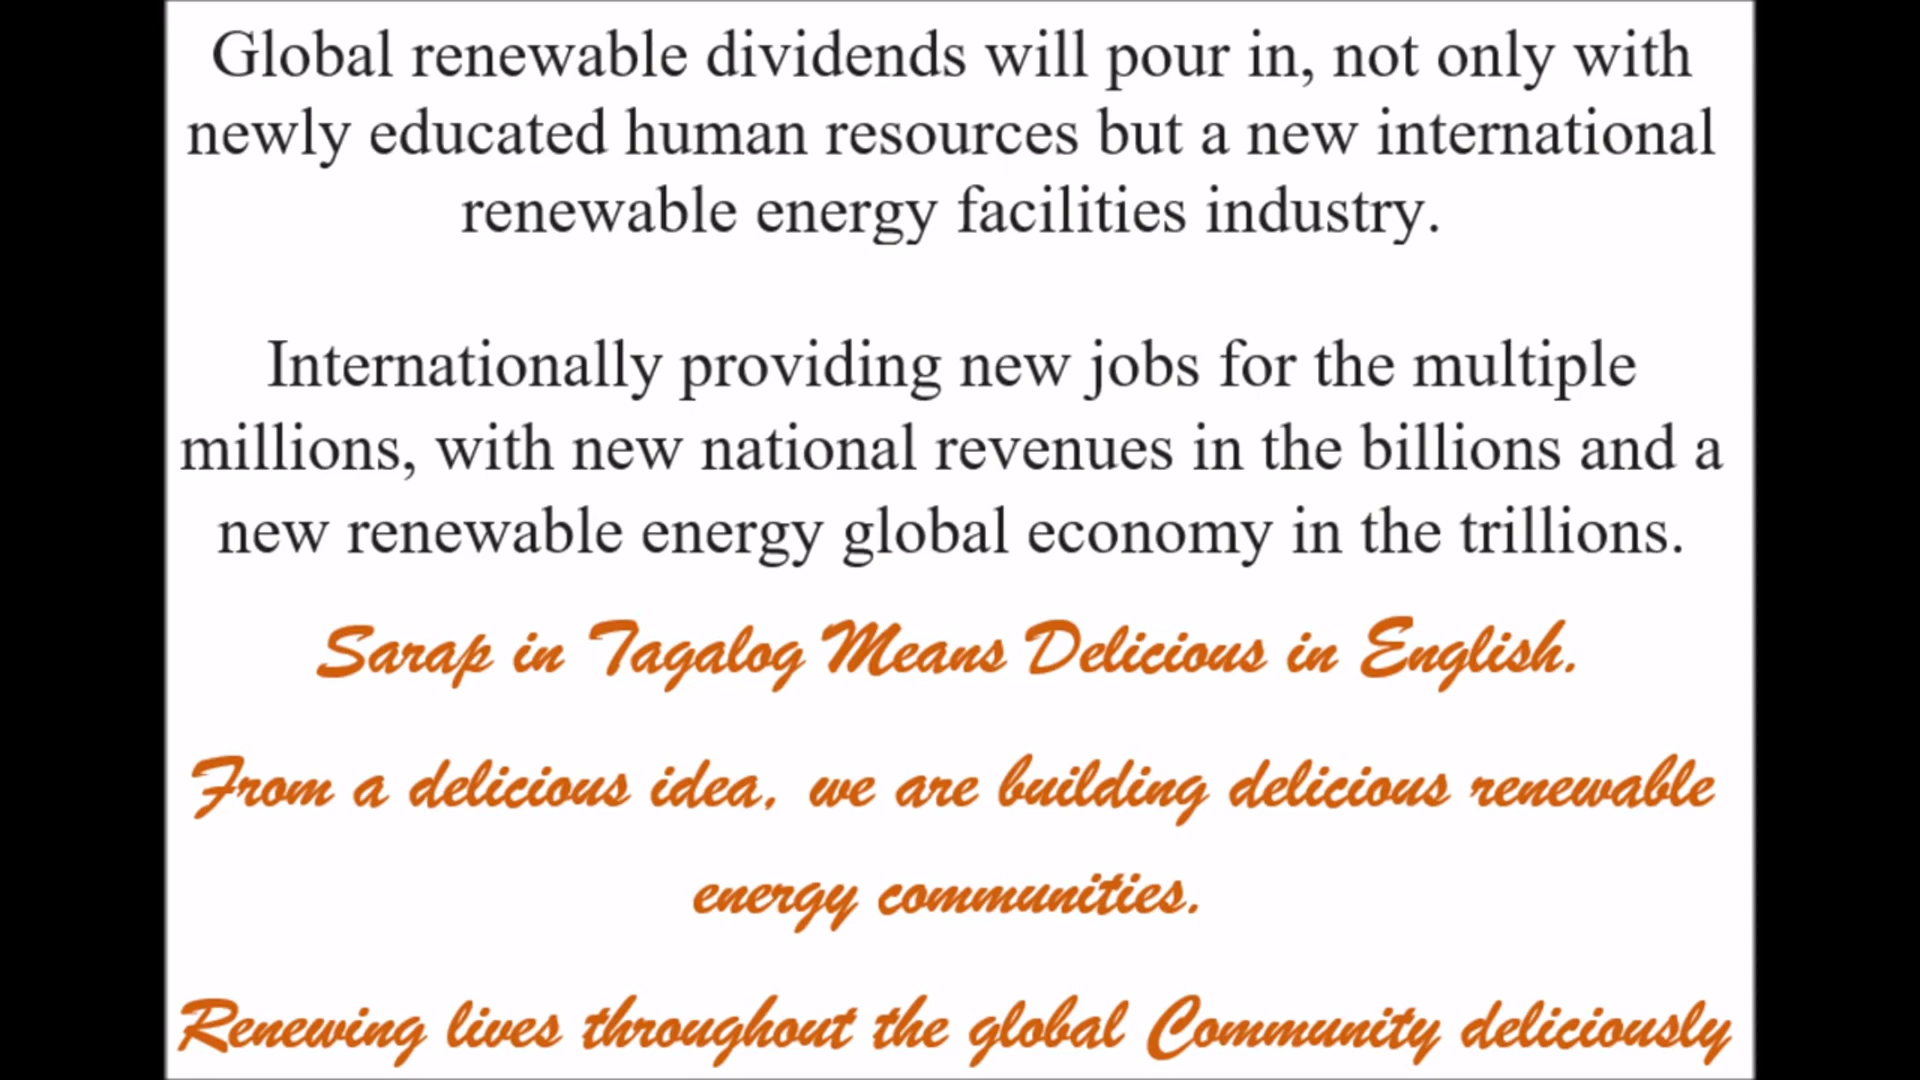 Global renewable dividends will pour in, not only with
newly educated human resources but a new international
renewable energy facilities industry.
Internationally providing new jobs for the multiple
millions, with new national revenues in the billions and a
new renewable energy global economy in the trillions.
Sarap in Tagalog Means Delicious in English.
From a delicious idea, we are building delicious renewable
energy communities.
Renewing lives throughout the global Community deliciously